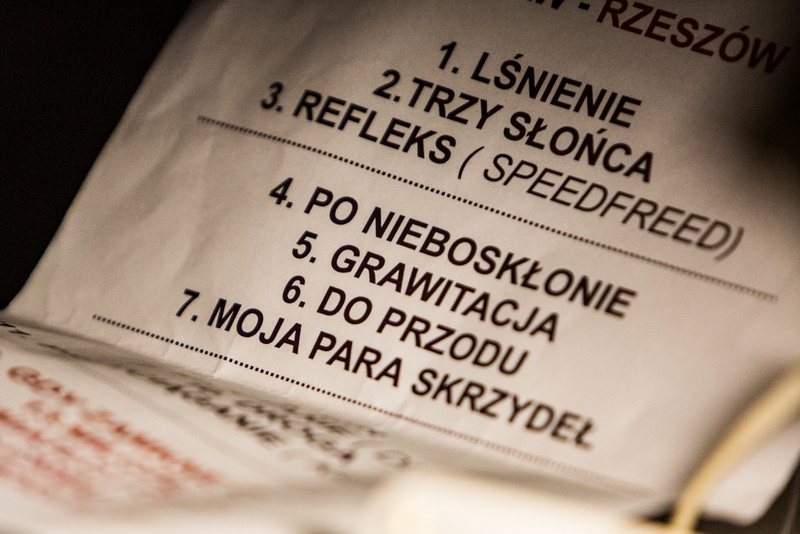 - RZESZÓW
1. LŚNIENIE
2.TRZY SŁOŃCA
3. REFLEKS ( SPEEDFREED)
4. PO NIEBOSKŁONIE
5. GRAWITACJA
6. DO PRZODU
7. MOJA PARA SKRZYDEŁ